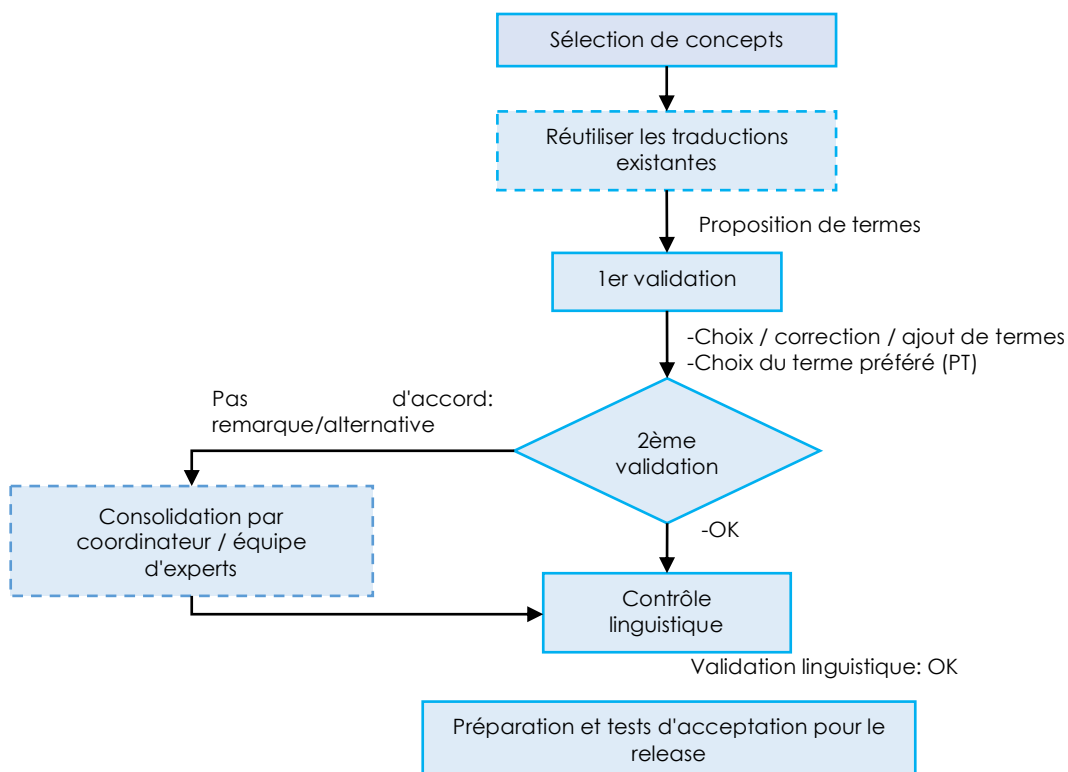 Sélection de concepts
Réutiliser les traductions
existantes
Proposition de termes
1er validation
-Choix / correction / ajout de termes
-Choix du terme préféré (PT)
Pas d'accord:
remarque/alternative
2ème
validation
Consolidation par
coordinateur / équipe
d'experts
-OK
Contrôle
linguistique
Validation linguistique: OK
Préparation et tests d'acceptation pour le
release